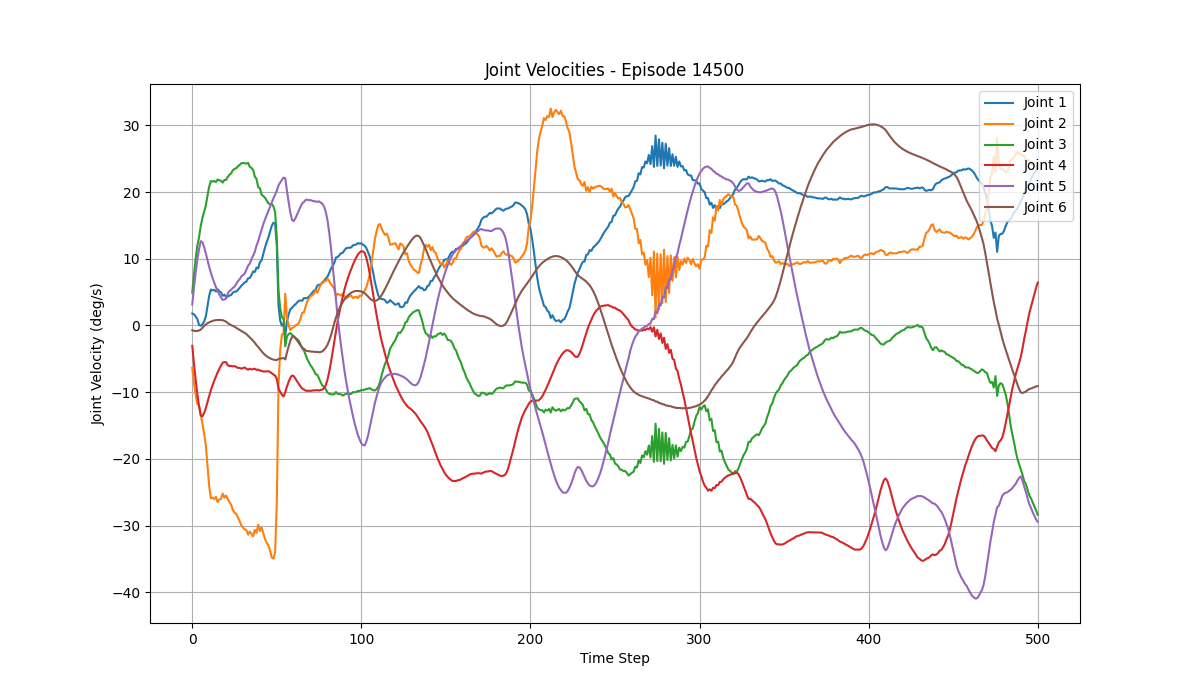 Joint Velocities - Episode 14500
Joint Velocity (deg/s)
30
20
10
0
−10
−20
−30
−40
Joint 1
Joint 2
Joint 3
Joint 4
Joint 5
Joint 6
0
100
200
300
400
500
Time Step